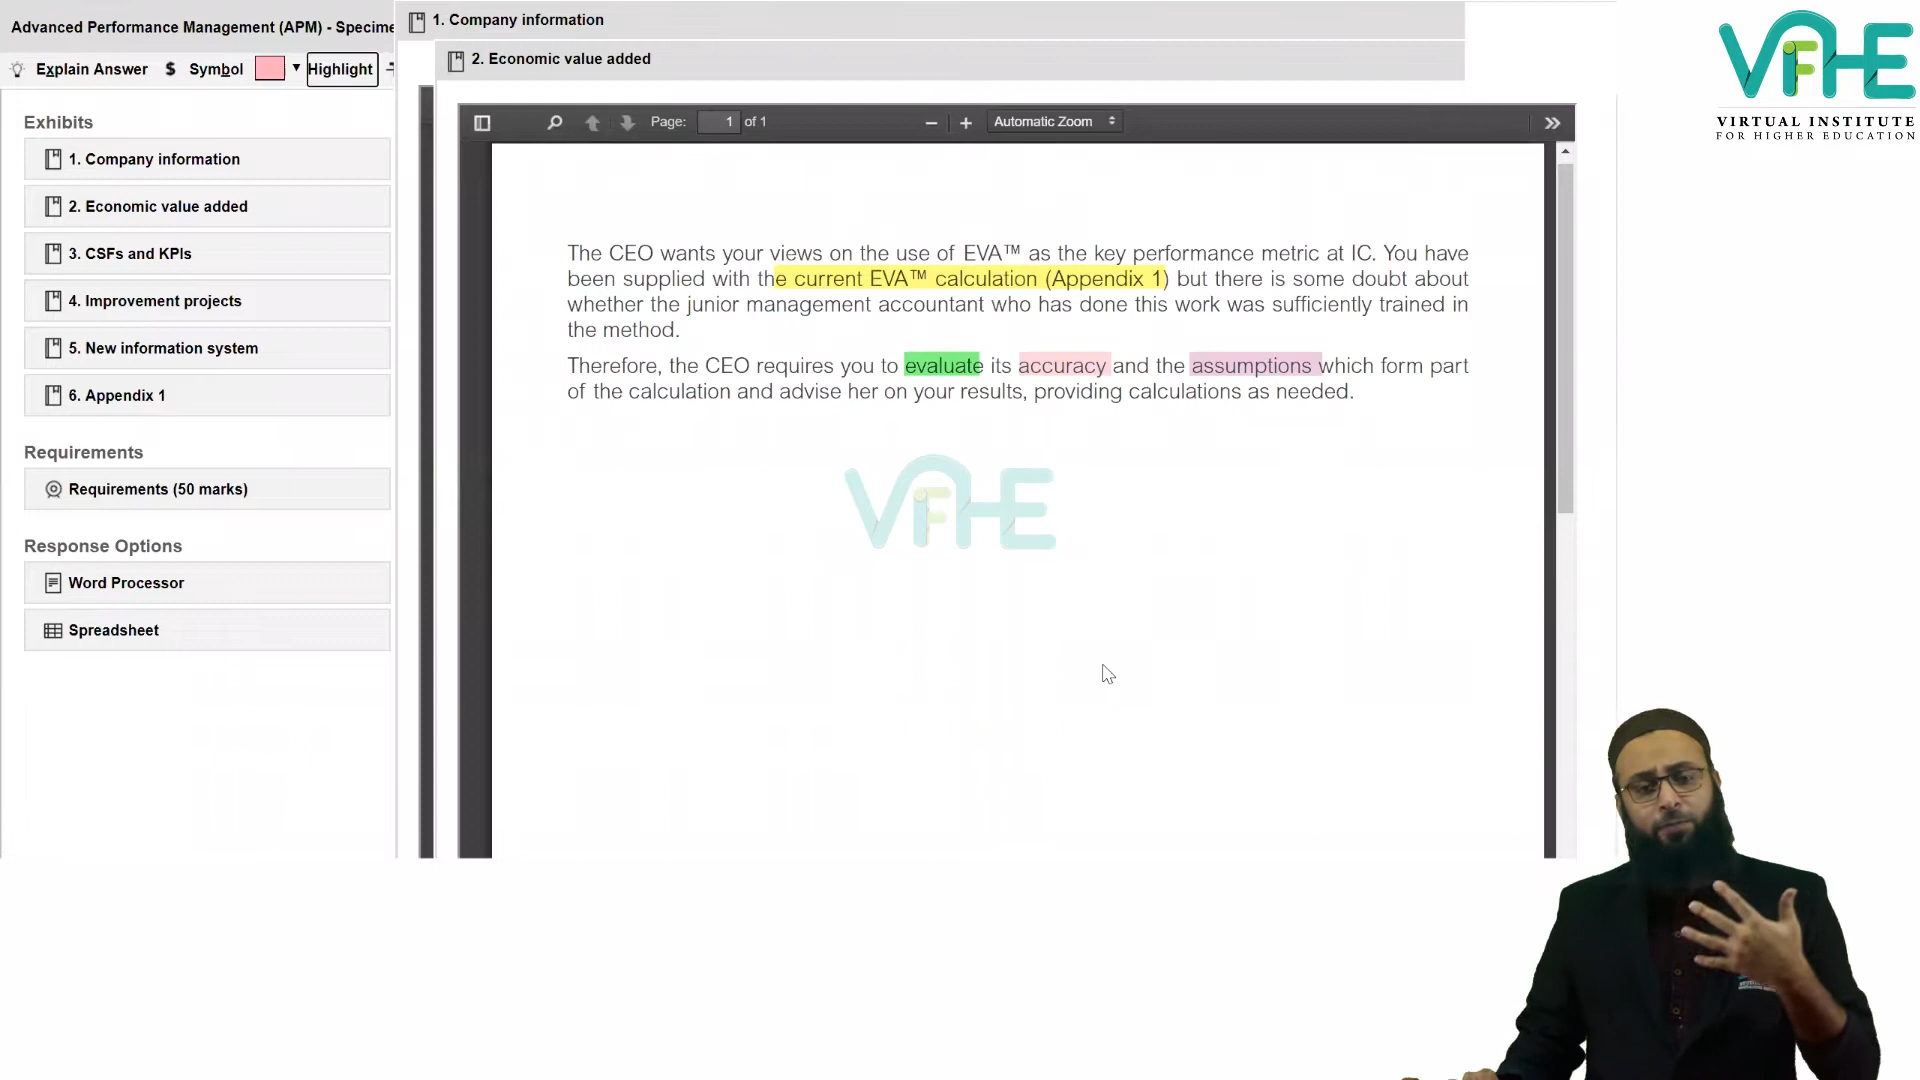 Advanced Performance Management (APM) - Specime
Explain Answer $ Symbol Highlight
Exhibits
1. Company information
2. Economic value added
3. CSFs and KPIs
4. Improvement projects
5. New information system
6. Appendix 1
Requirements
Requirements (50 marks)
Response Options
Word Processor
Spreadsheet
1. Company information
2. Economic value added
Page: 1 of 1
Automatic Zoom
The CEO wants your views on the use of EVA™ as the key performance metric at IC. You have
been supplied with the current EVA™ calculation (Appendix 1) but there is some doubt about
whether the junior management accountant who has done this work was sufficiently trained in
the method.
Therefore, the CEO requires you to evaluate its accuracy and the assumptions which form part
of the calculation and advise her on your results, providing calculations as needed.
VIFHE
VIFHE
VIRTUAL INSTITUTE
FOR HIGHER EDUCATION